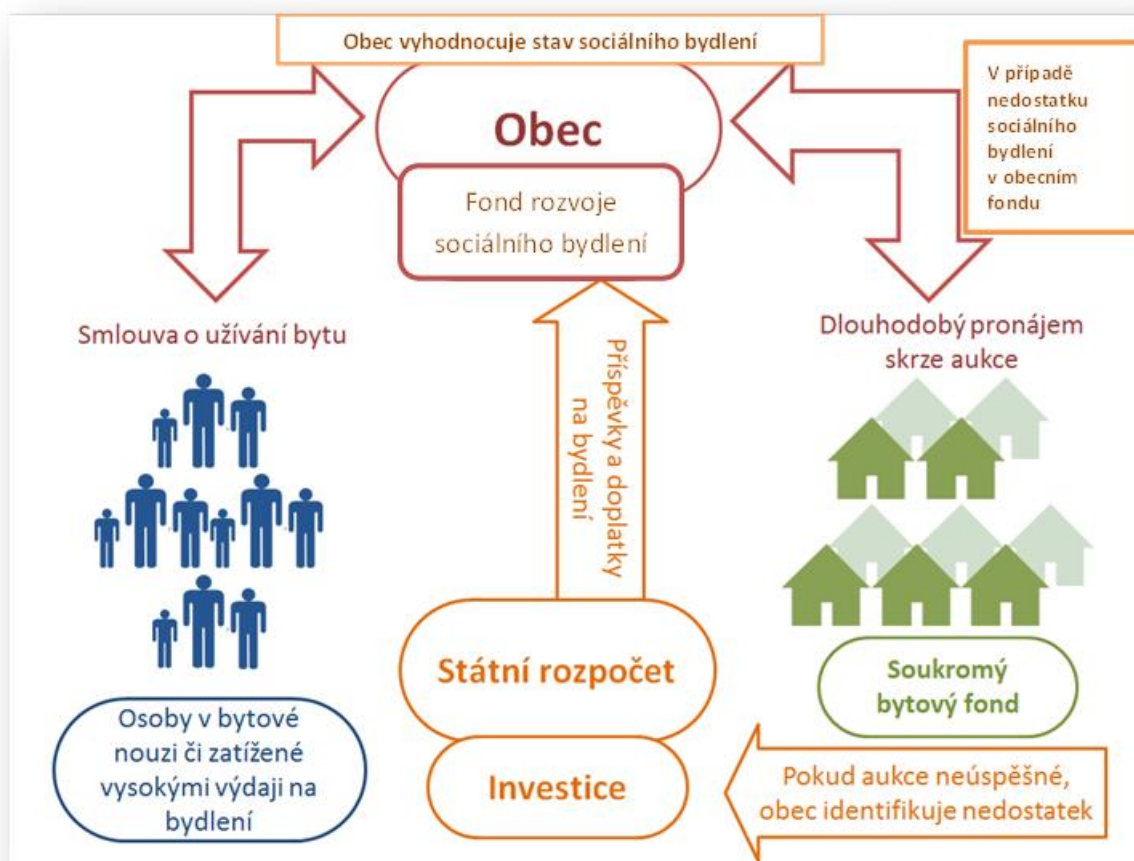 Obec vyhodnocuje stav sociálního bydlení
V případě
nedostatku
sociálního
bydlení
v obecním
fondu
Obec
Fond rozvoje
sociálního bydlení
Smlouva o užívání bytu
Dlouhodobý pronájem
skrze aukce
Příspěvky a doplatky
na bydlení
Státní rozpočet
Soukromý
bytový fond
Osoby v bytové
nouzi či zatížené
vysokými výdaji na
bydlení
Investice
Pokud aukce neúspěšné,
obec identifikuje nedostatek